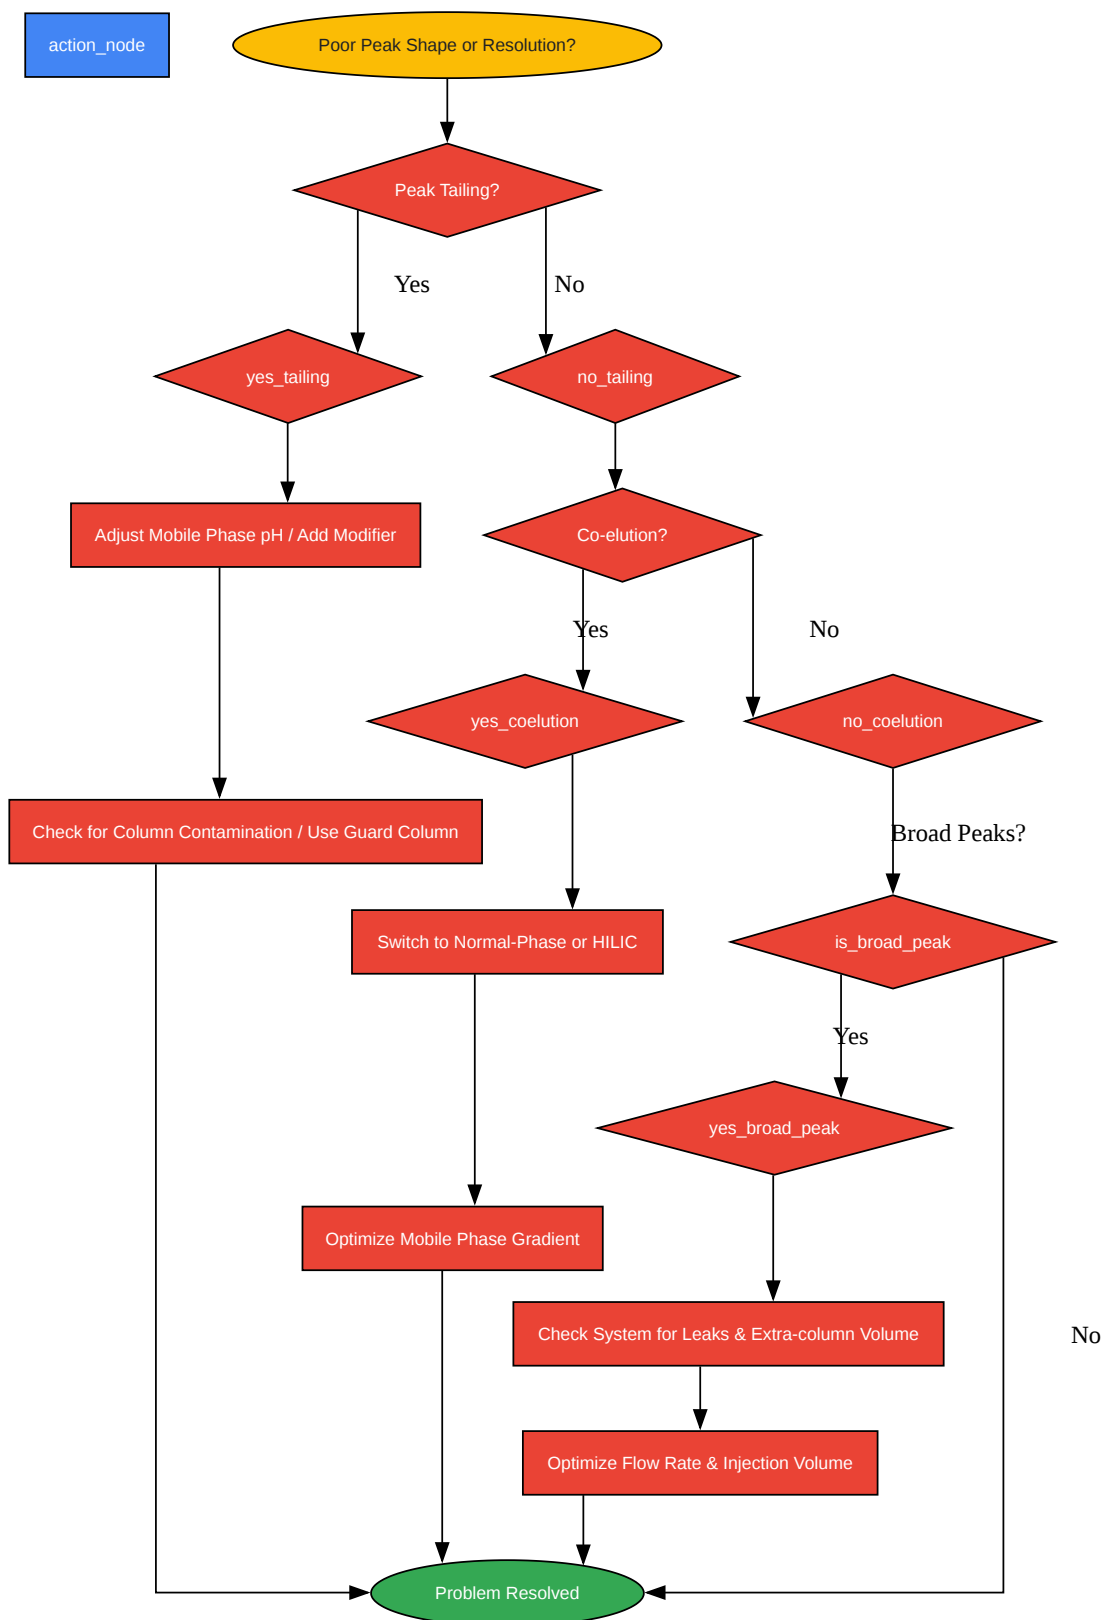 action_node
Poor Peak Shape or Resolution?
Peak Tailing?
Yes
No
yes_tailing
no_tailing
Adjust Mobile Phase pH / Add Modifier
Co-elution?
Yes
No
yes_coelution
no_coelution
Check for Column Contamination / Use Guard Column
Broad Peaks?
Switch to Normal-Phase or HILIC
is_broad_peak
Yes
yes_broad_peak
Optimize Mobile Phase Gradient
Check System for Leaks & Extra-column Volume
No
Optimize Flow Rate & Injection Volume
Problem Resolved